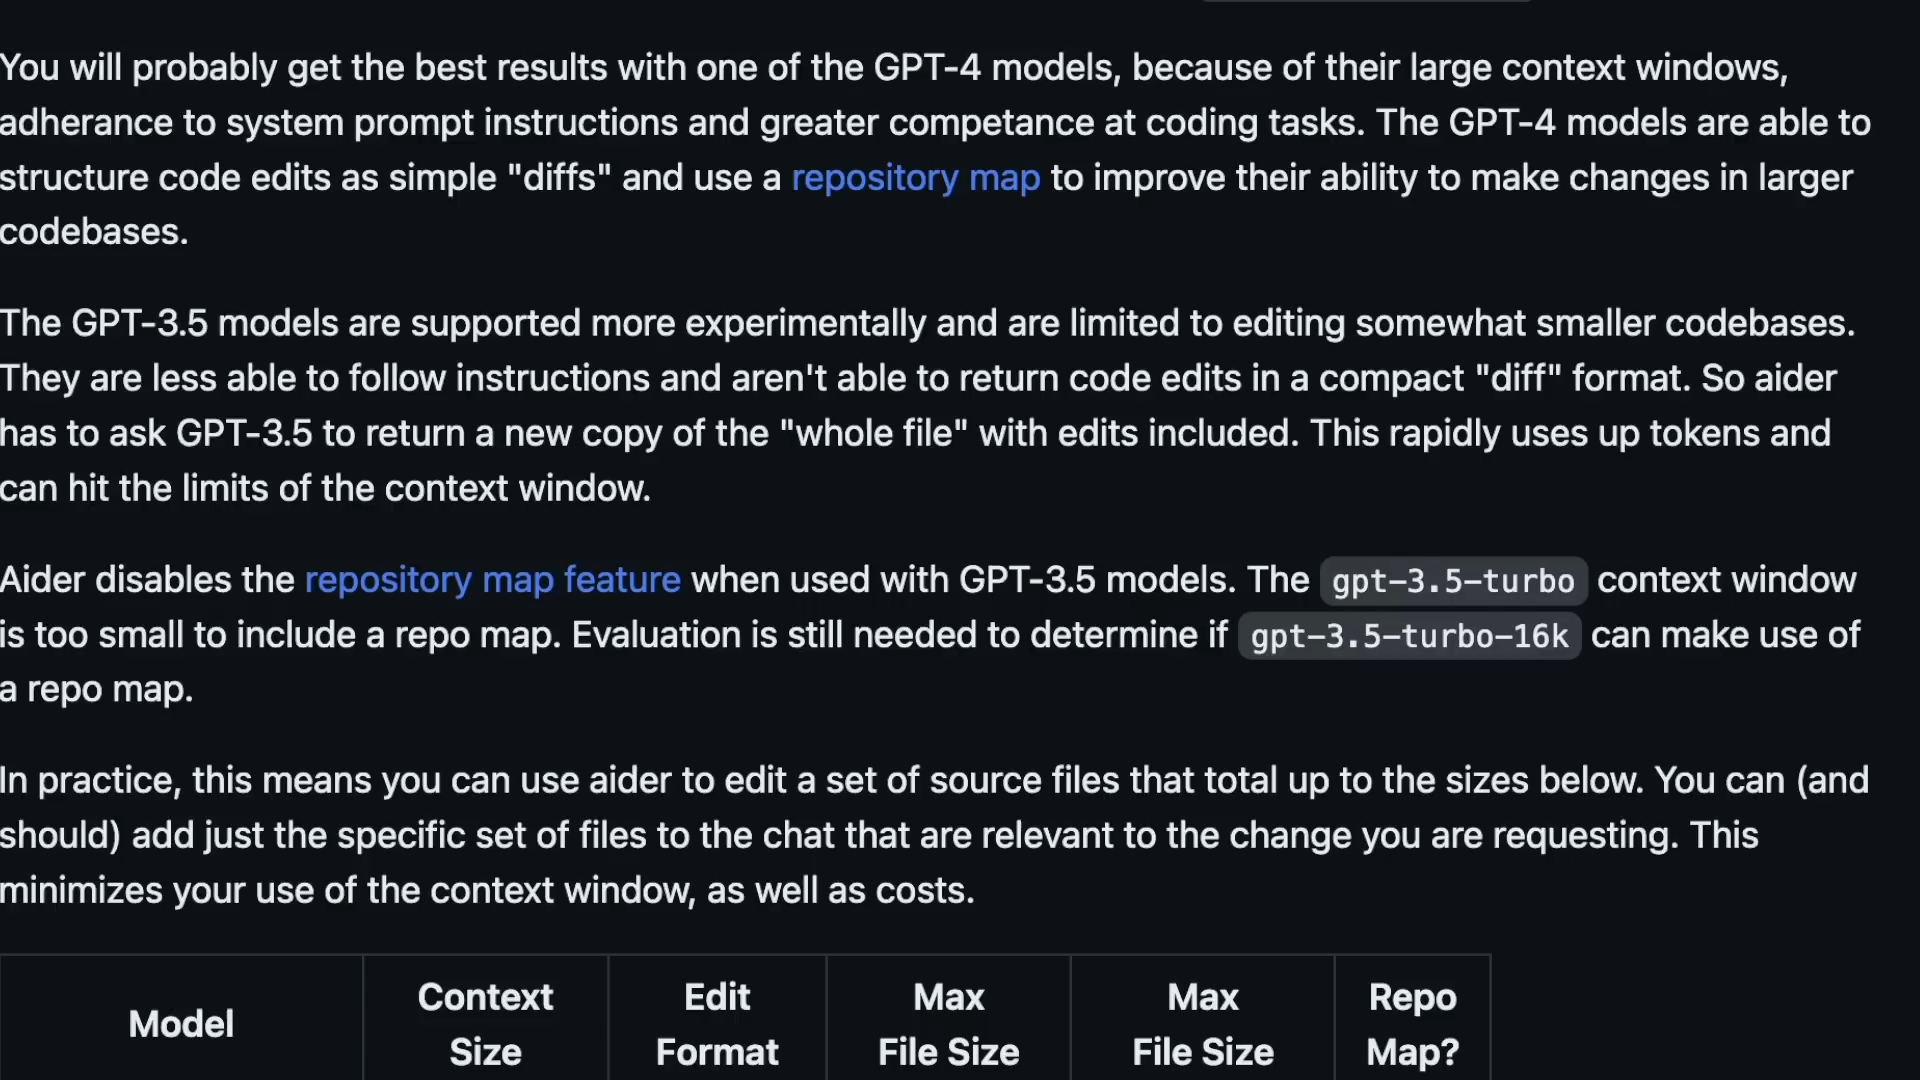 You will probably get the best results with one of the GPT-4 models, because of their large context windows,
adherance to system prompt instructions and greater competance at coding tasks. The GPT-4 models are able to
structure code edits as simple "diffs" and use a repository map to improve their ability to make changes in larger
codebases.
The GPT-3.5 models are supported more experimentally and are limited to editing somewhat smaller codebases.
They are less able to follow instructions and aren't able to return code edits in a compact "diff" format. So aider
has to ask GPT-3.5 to return a new copy of the "whole file" with edits included. This rapidly uses up tokens and
can hit the limits of the context window.
Aider disables the repository map feature when used with GPT-3.5 models. The gpt-3.5-turbo context window
is too small to include a repo map. Evaluation is still needed to determine if gpt-3.5-turbo-16k can make use of
a repo map.
In practice, this means you can use aider to edit a set of source files that total up to the sizes below. You can (and
should) add just the specific set of files to the chat that are relevant to the change you are requesting. This
minimizes your use of the context window, as well as costs.
Model
Context
Size
Edit
Format
Max
File Size
Max
File Size
Repo
Map?